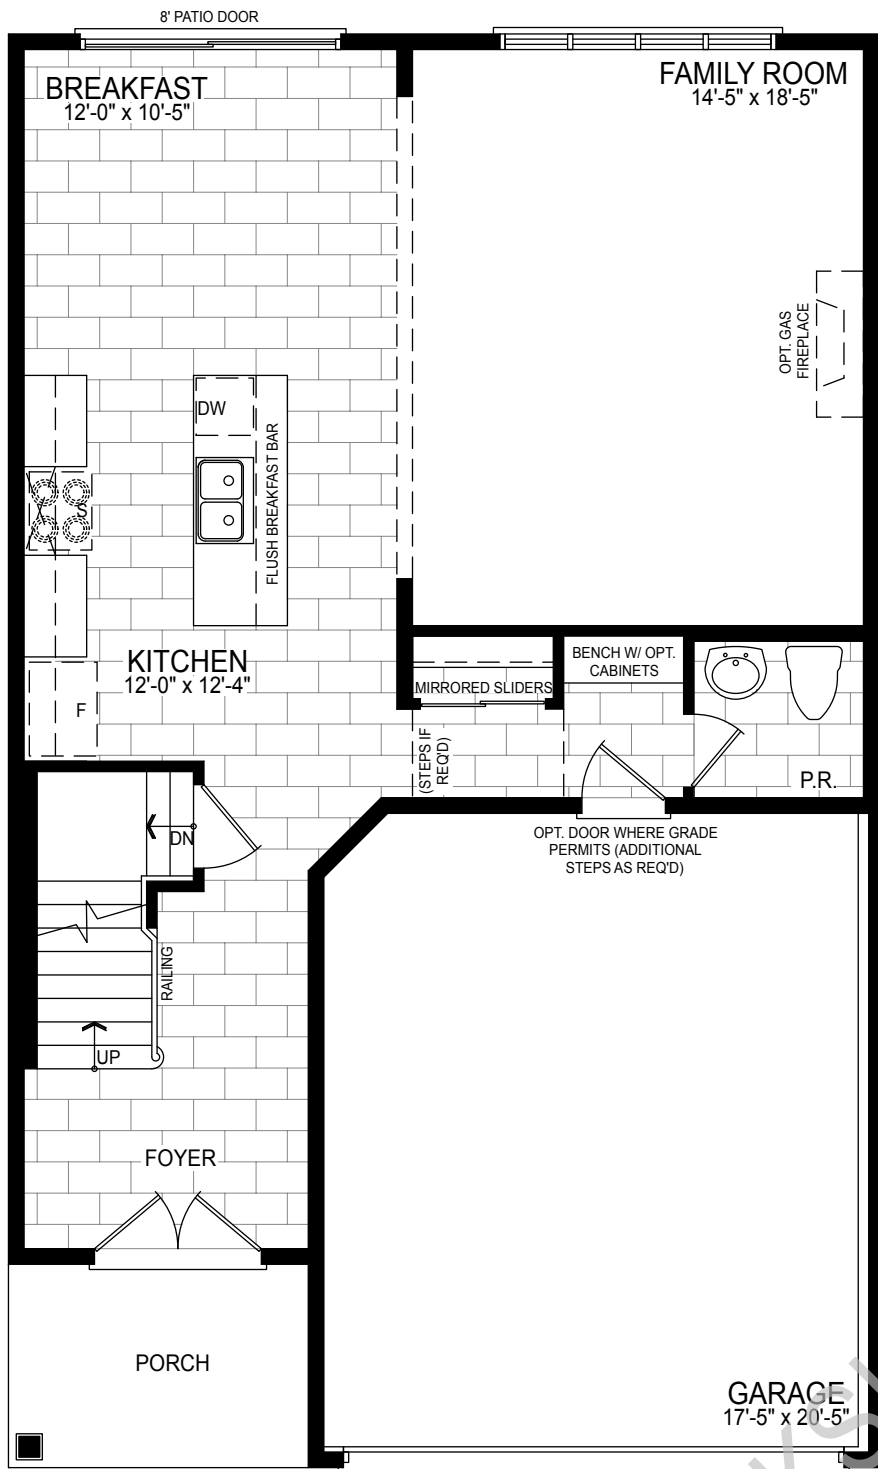 8' PATIO DOOR
BREAKFAST
12'-0" x 10'-5"
FAMILY ROOM
14'-5" x 18'-5"
OPT. GAS
FIREPLACE
DW
FLUSH BREAKFAST BAR
S
KITCHEN
12'-0" x 12'-4"
F
MIRRORED SLIDERS
BENCH W/ OPT.
CABINETS
(STEPS IF
REQ'D)
P.R.
DN
OPT. DOOR WHERE GRADE
PERMITS (ADDITIONAL
STEPS AS REQ'D)
RAILING
UP
FOYER
PORCH
GARAGE
17'-5" x 20'-5"